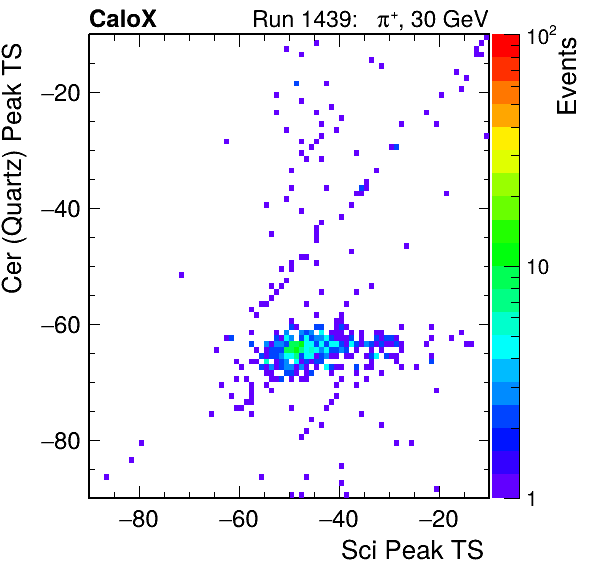 CaloX Run 1439: π⁺, 30 GeV
Cer (Quartz) Peak TS
−20
−40
−60
−80
−80 −60 −40 −20
Sci Peak TS
10²
10
1
Events